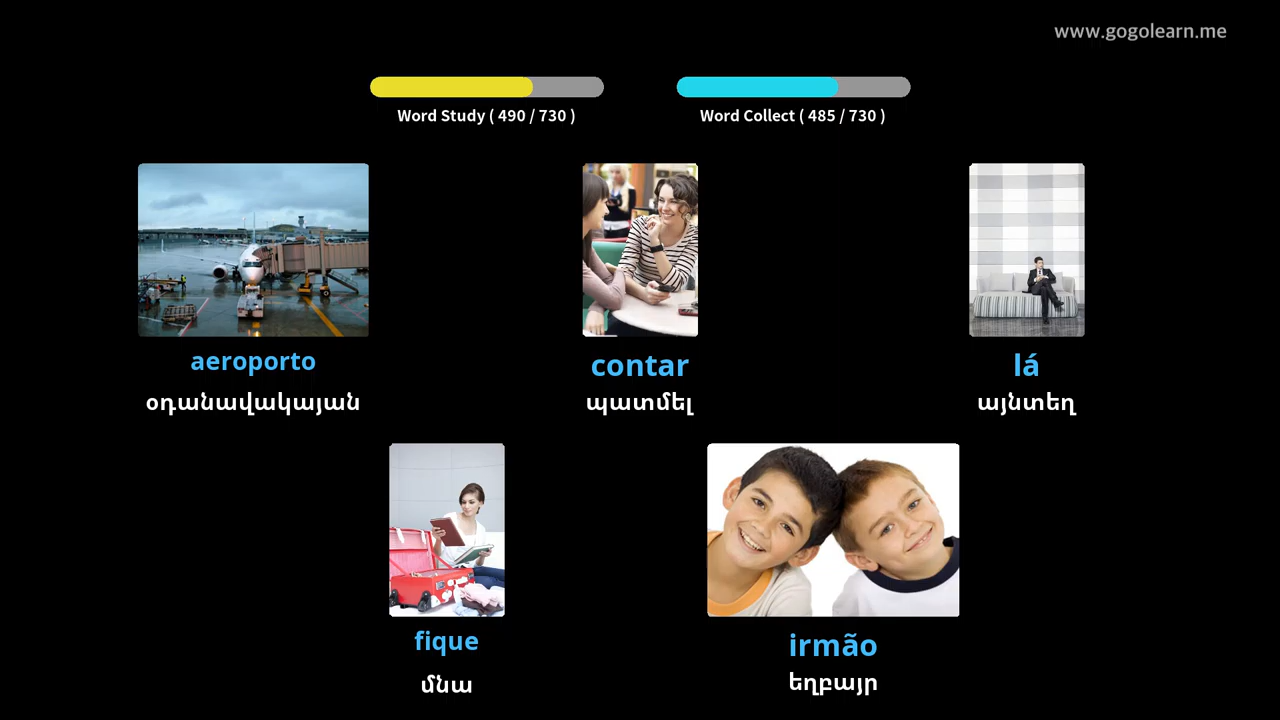 www.gogolearn.me
Word Study ( 490 / 730 )
Word Collect ( 485 / 730 )
aeroporto
օդանավակայան
contar
պատմել
lá
այնտեղ
fique
մնա
irmão
եղբայր